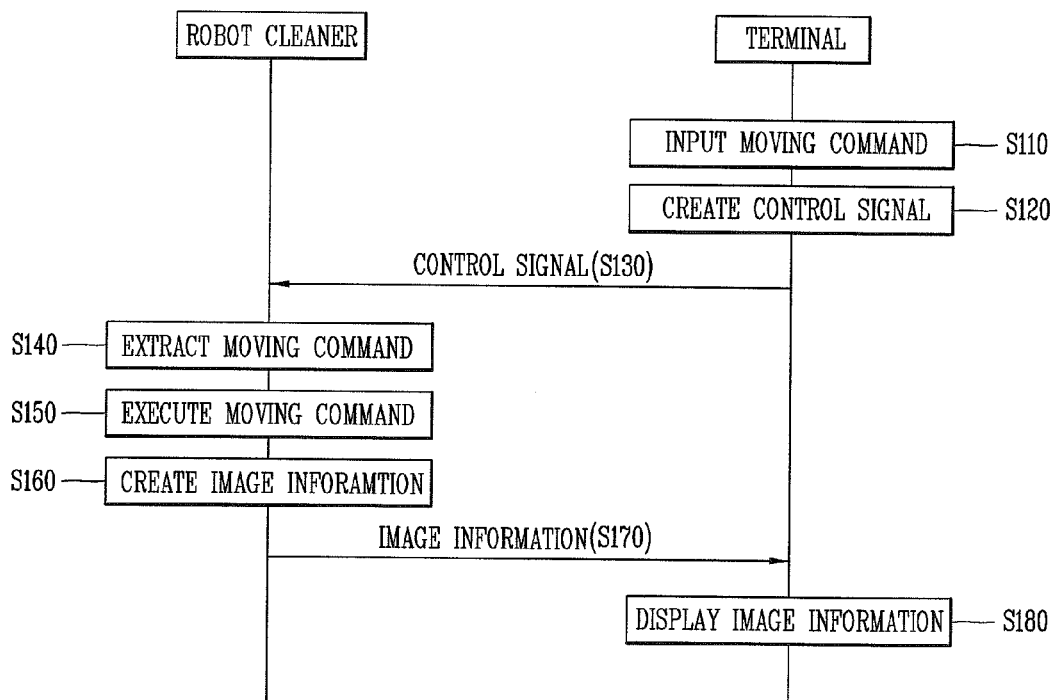 ROBOT CLEANER
TERMINAL
INPUT MOVING COMMAND
S110
CREATE CONTROL SIGNAL
S120
CONTROL SIGNAL(S130)
S140
EXTRACT MOVING COMMAND
S150
EXECUTE MOVING COMMAND
S160
CREATE IMAGE INFORAMTION
IMAGE INFORMATION(S170)
DISPLAY IMAGE INFORMATION
S180